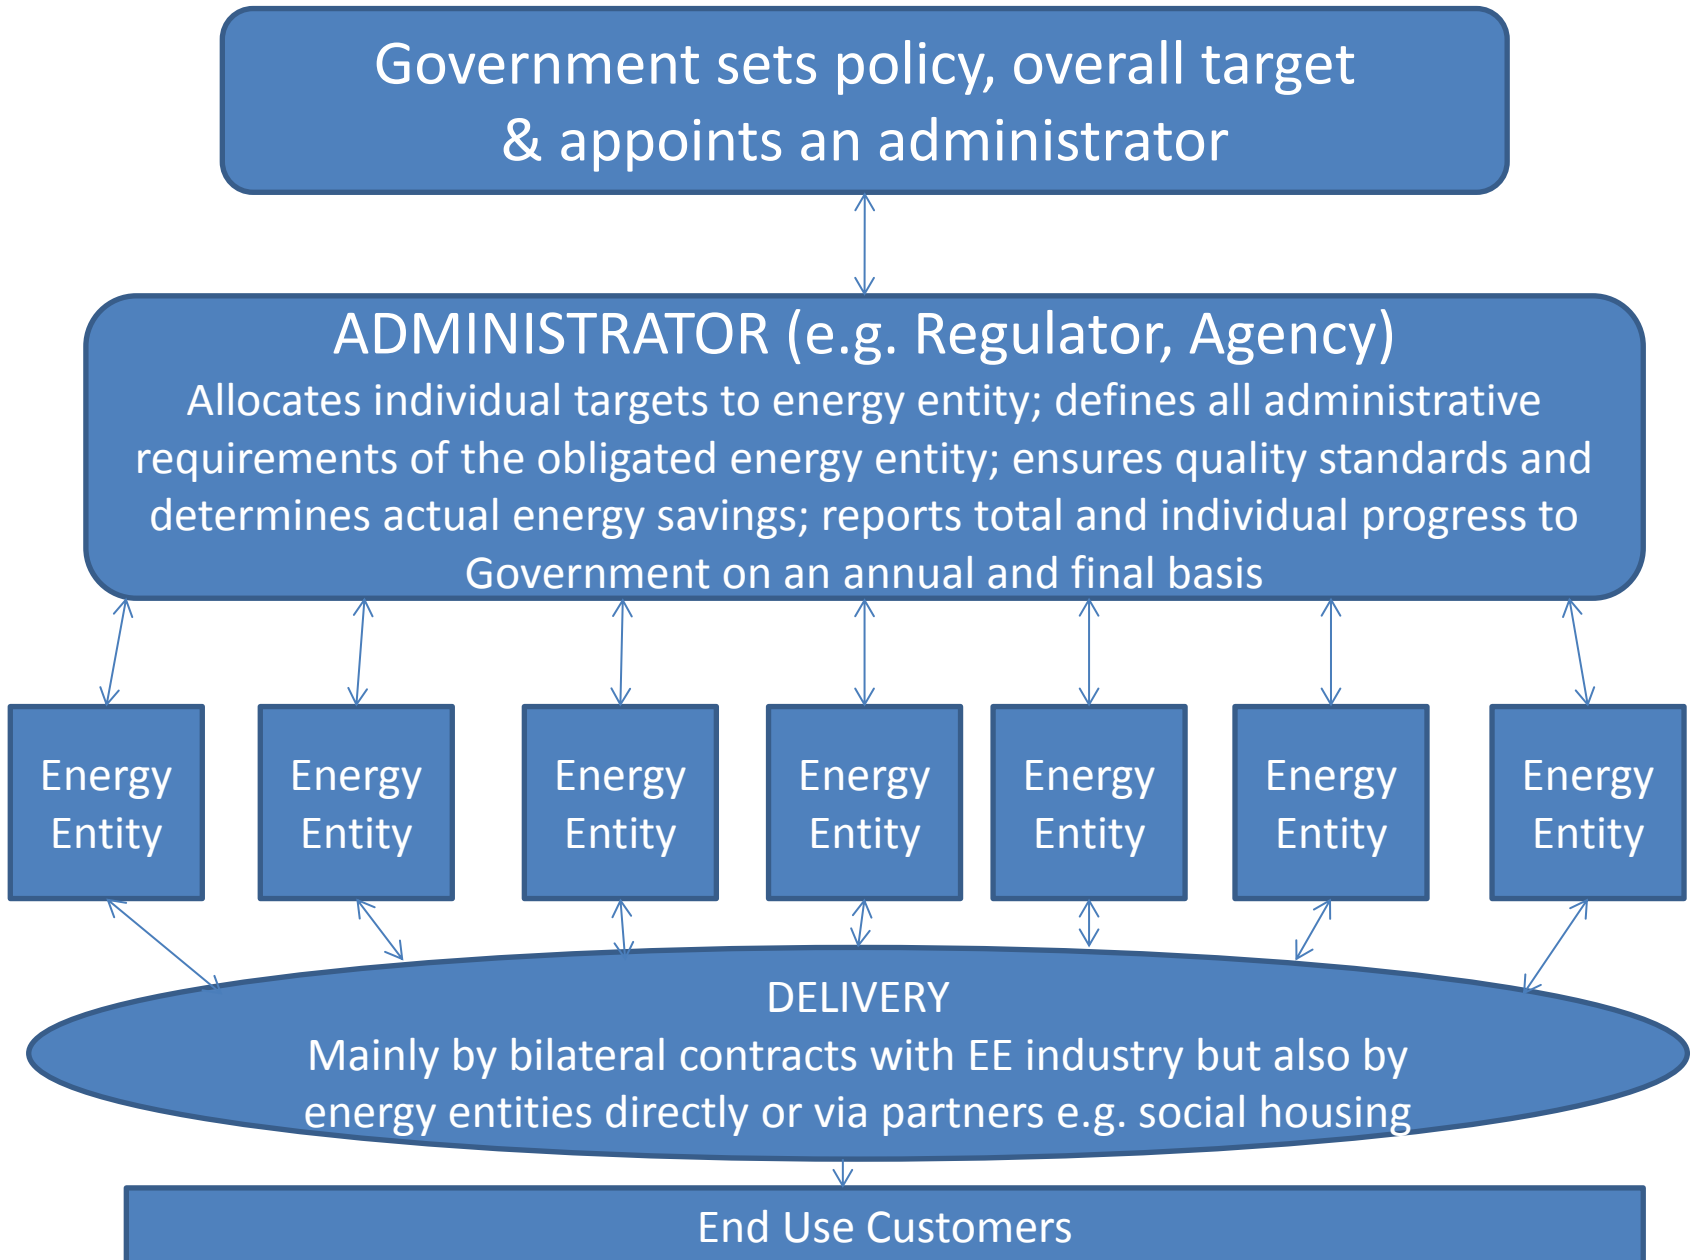 Government sets policy, overall target
& appoints an administrator
ADMINISTRATOR (e.g. Regulator, Agency)
Allocates individual targets to energy entity; defines all administrative
requirements of the obligated energy entity; ensures quality standards and
determines actual energy savings; reports total and individual progress to
Government on an annual and final basis
Energy
Entity
Energy
Entity
Energy
Entity
Energy
Entity
Energy
Entity
Energy
Entity
Energy
Entity
DELIVERY
Mainly by bilateral contracts with EE industry but also by
energy entities directly or via partners e.g. social housing
End Use Customers